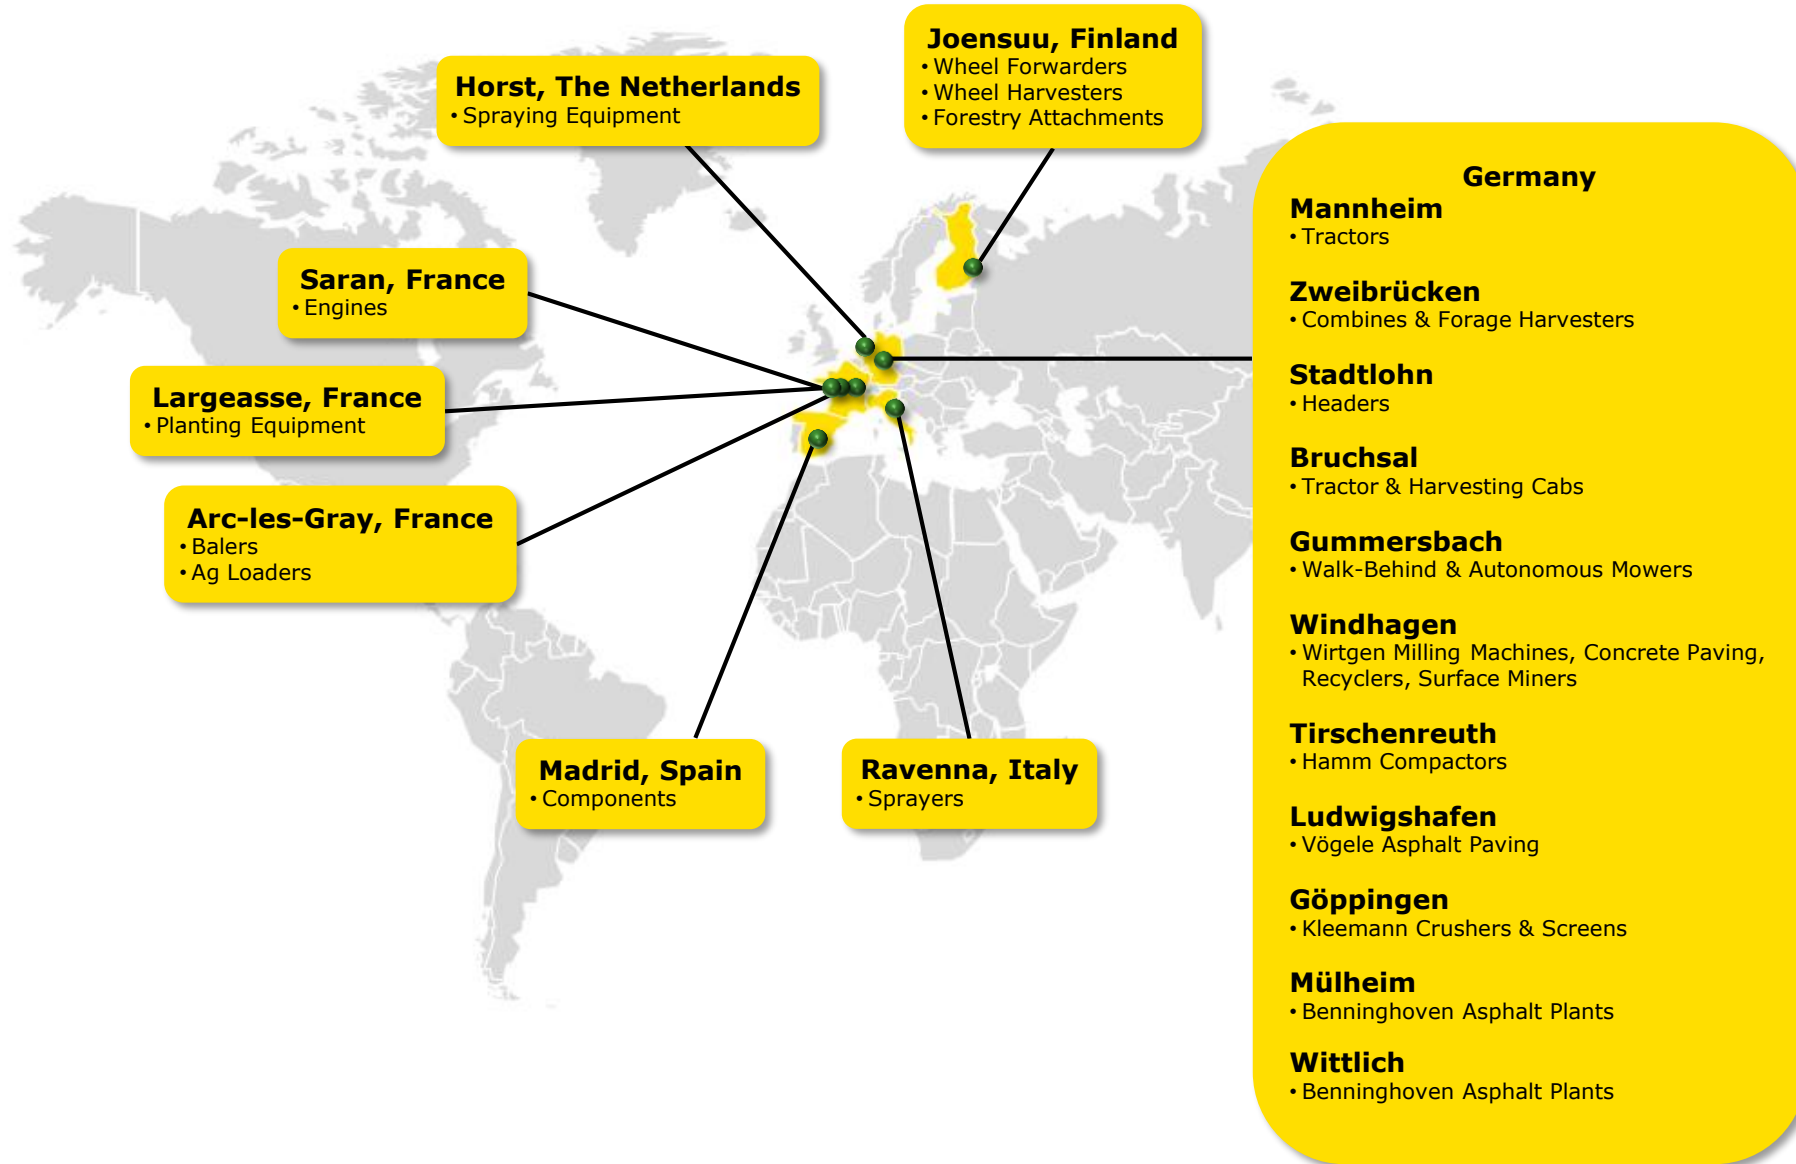 Joensuu, Finland
• Wheel Forwarders
• Wheel Harvesters
• Forestry Attachments
Horst, The Netherlands
• Spraying Equipment
Saran, France
• Engines
Largeasse, France
• Planting Equipment
Arc-les-Gray, France
• Balers
• Ag Loaders
Madrid, Spain
• Components
Ravenna, Italy
• Sprayers
Germany
Mannheim
• Tractors
Zweibrücken
• Combines & Forage Harvesters
Stadtlohn
• Headers
Bruchsal
• Tractor & Harvesting Cabs
Gummersbach
• Walk-Behind & Autonomous Mowers
Windhagen
• Wirtgen Milling Machines, Concrete Paving,
Recyclers, Surface Miners
Tirschenreuth
• Hamm Compactors
Ludwigshafen
• Vögele Asphalt Paving
Göppingen
• Kleemann Crushers & Screens
Mülheim
• Benninghoven Asphalt Plants
Wittlich
• Benninghoven Asphalt Plants